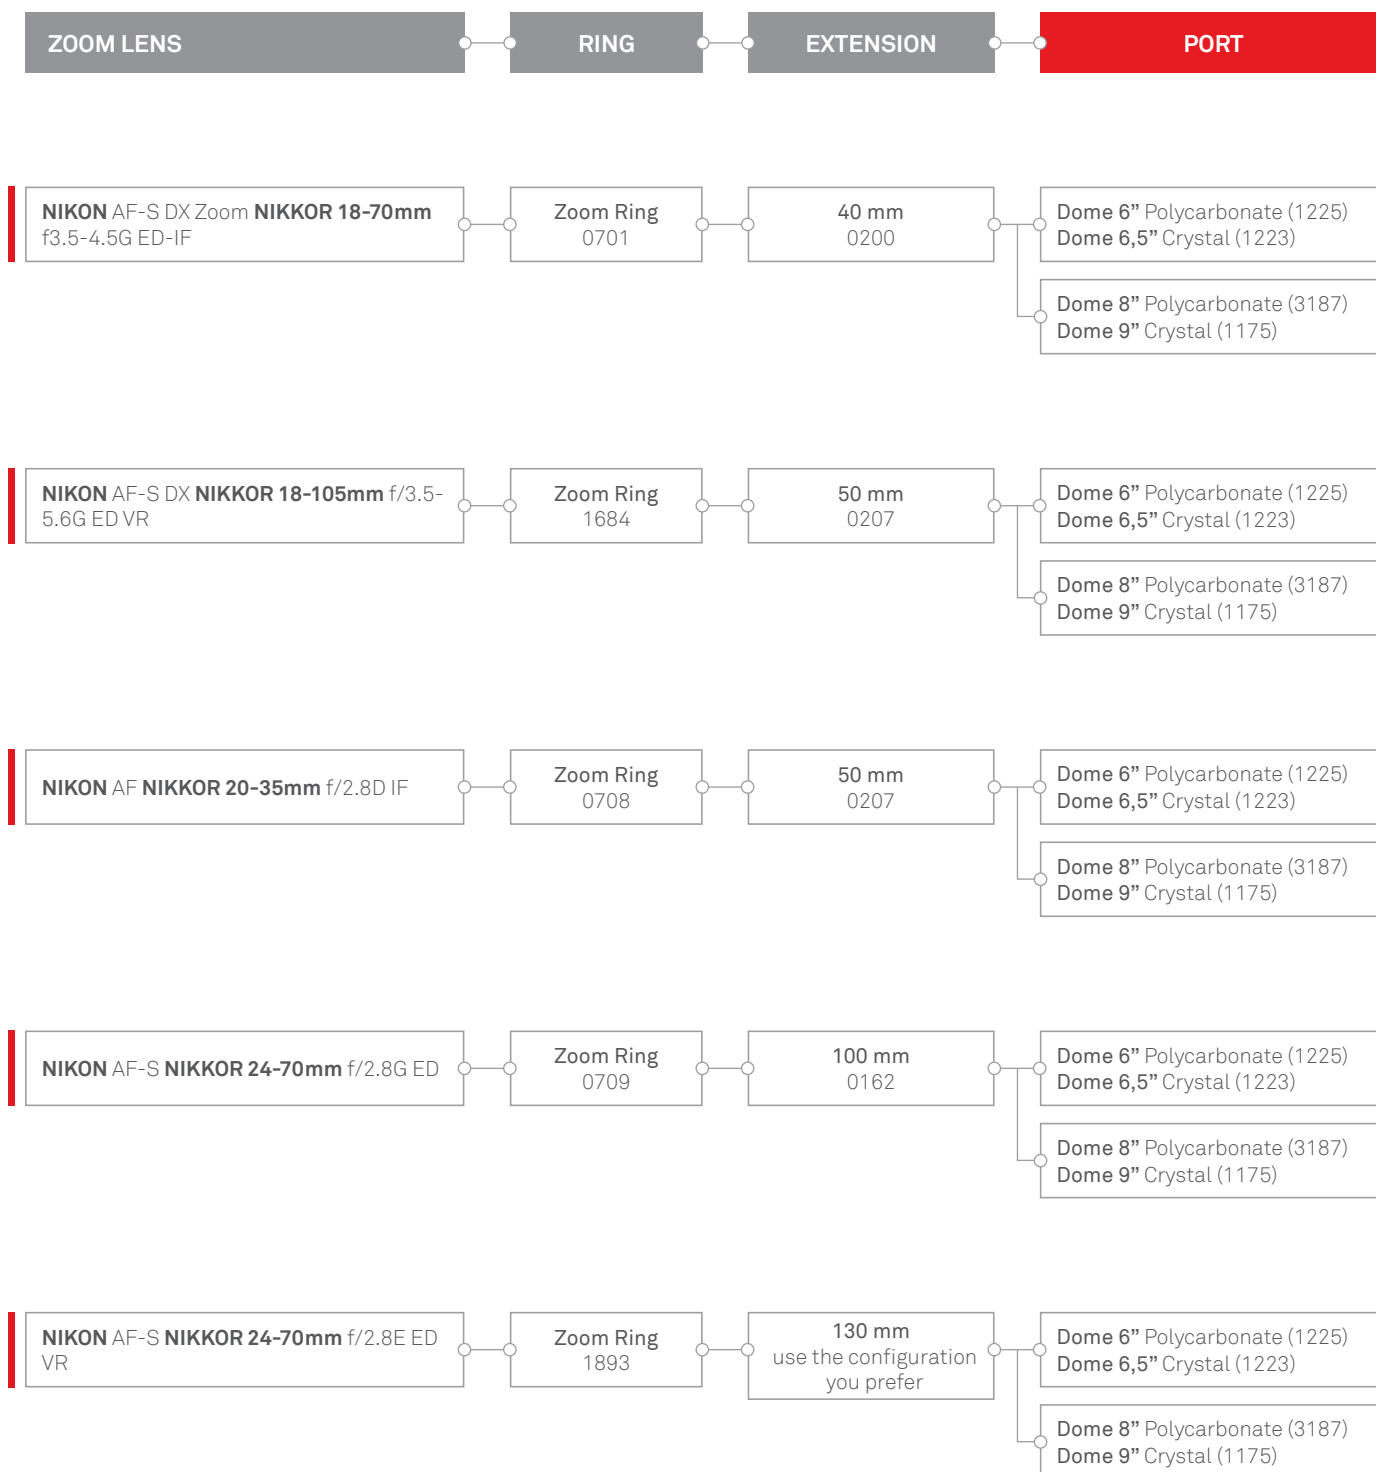 ZOOM LENS
RING
EXTENSION
PORT
NIKON AF-S DX Zoom NIKKOR 18-70mm
f3.5-4.5G ED-IF
Zoom Ring
0701
40 mm
0200
Dome 6” Polycarbonate (1225)
Dome 6,5” Crystal (1223)
Dome 8” Polycarbonate (3187)
Dome 9” Crystal (1175)
NIKON AF-S DX NIKKOR 18-105mm f/3.5-
5.6G ED VR
Zoom Ring
1684
50 mm
0207
Dome 6” Polycarbonate (1225)
Dome 6,5” Crystal (1223)
Dome 8” Polycarbonate (3187)
Dome 9” Crystal (1175)
NIKON AF NIKKOR 20-35mm f/2.8D IF
Zoom Ring
0708
50 mm
0207
Dome 6” Polycarbonate (1225)
Dome 6,5” Crystal (1223)
Dome 8” Polycarbonate (3187)
Dome 9” Crystal (1175)
NIKON AF-S NIKKOR 24-70mm f/2.8G ED
Zoom Ring
0709
100 mm
0162
Dome 6” Polycarbonate (1225)
Dome 6,5” Crystal (1223)
Dome 8” Polycarbonate (3187)
Dome 9” Crystal (1175)
NIKON AF-S NIKKOR 24-70mm f/2.8E ED
VR
Zoom Ring
1893
130 mm
use the configuration
you prefer
Dome 6” Polycarbonate (1225)
Dome 6,5” Crystal (1223)
Dome 8” Polycarbonate (3187)
Dome 9” Crystal (1175)